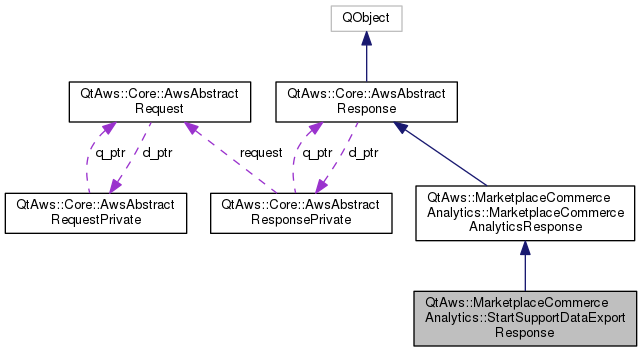 QObject
QtAws::Core::AwsAbstract
Request
QtAws::Core::AwsAbstract
Response
q_ptr
d_ptr
request
q_ptr
d_ptr
QtAws::Core::AwsAbstract
RequestPrivate
QtAws::Core::AwsAbstract
ResponsePrivate
QtAws::MarketplaceCommerce
Analytics::MarketplaceCommerce
AnalyticsResponse
QtAws::MarketplaceCommerce
Analytics::StartSupportDataExport
Response